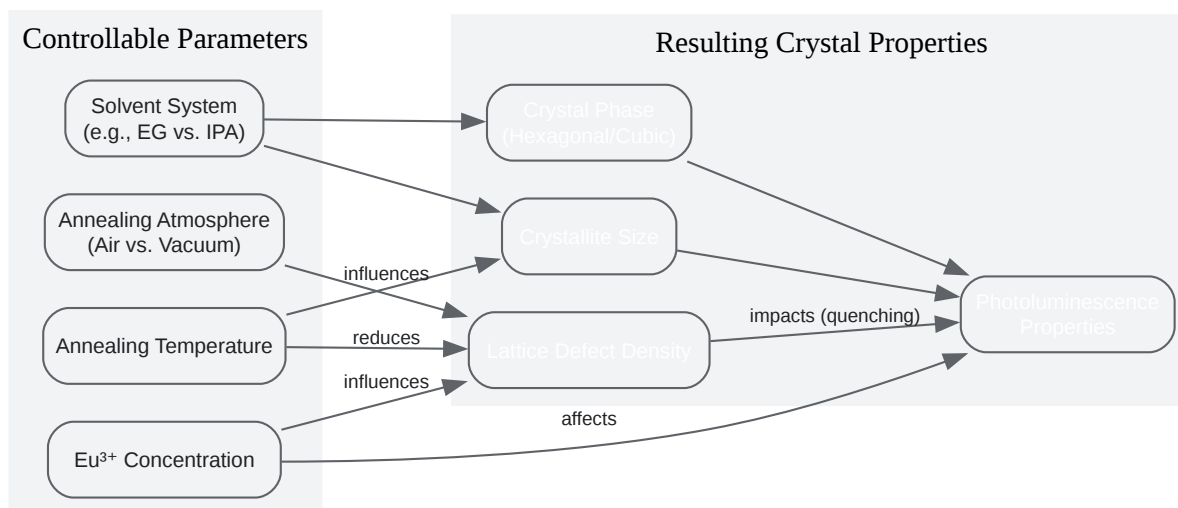 Controllable Parameters
Solvent System
(e.g., EG vs. IPA)
Annealing Atmosphere
(Air vs. Vacuum)
Annealing Temperature
Eu³⁺ Concentration
influences
reduces
influences
affects
Resulting Crystal Properties
Crystal Phase
(Hexagonal/Cubic)
Crystallite Size
Lattice Defect Density
impacts (quenching)
Photoluminescence
Properties